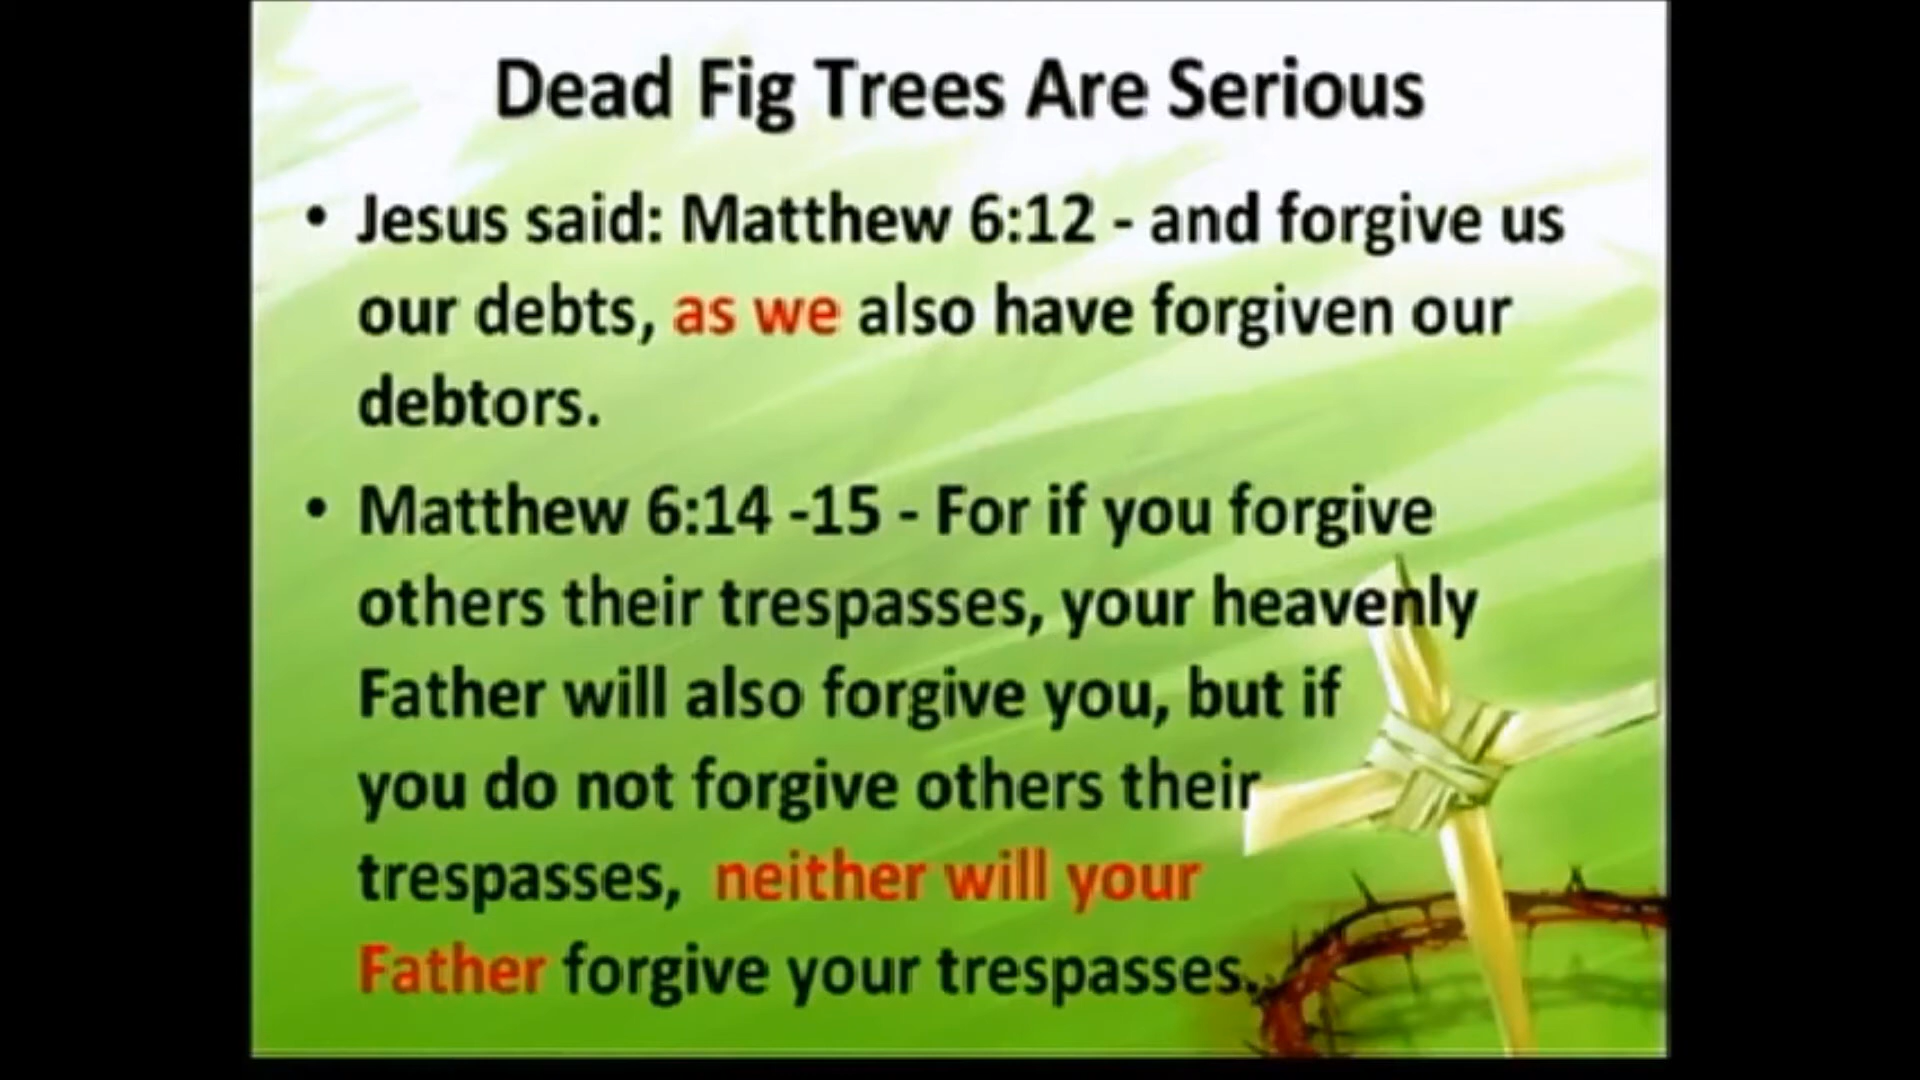 Dead Fig Trees Are Serious
• Jesus said: Matthew 6:12 - and forgive us
our debts, as we also have forgiven our
debtors.
• Matthew 6:14 -15 - For if you forgive
others their trespasses, your heavenly
Father will also forgive you, but if
you do not forgive others their
trespasses,  neither will your
Father forgive your trespasses.